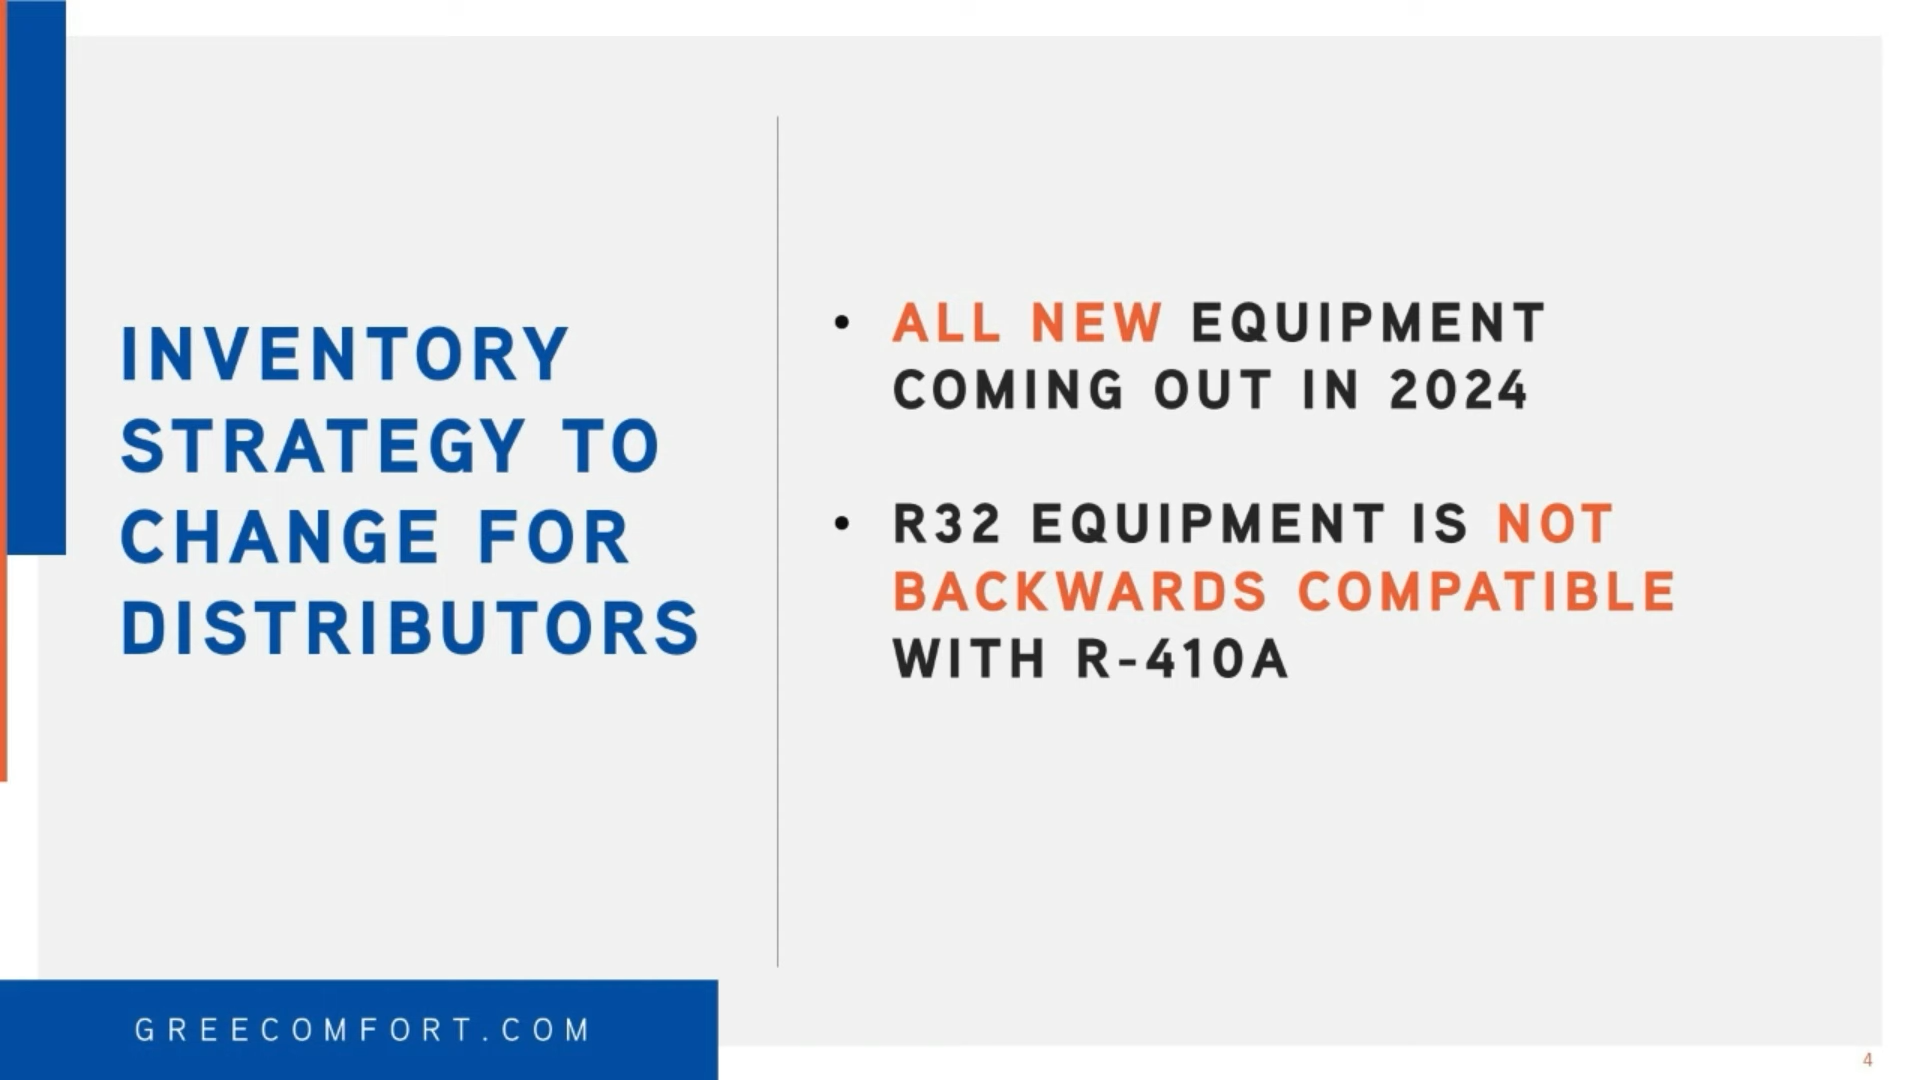 INVENTORY
STRATEGY TO
CHANGE FOR
DISTRIBUTORS
• ALL NEW EQUIPMENT
COMING OUT IN 2024
• R32 EQUIPMENT IS NOT
BACKWARDS COMPATIBLE
WITH R-410A
GREECOMFORT.COM
4